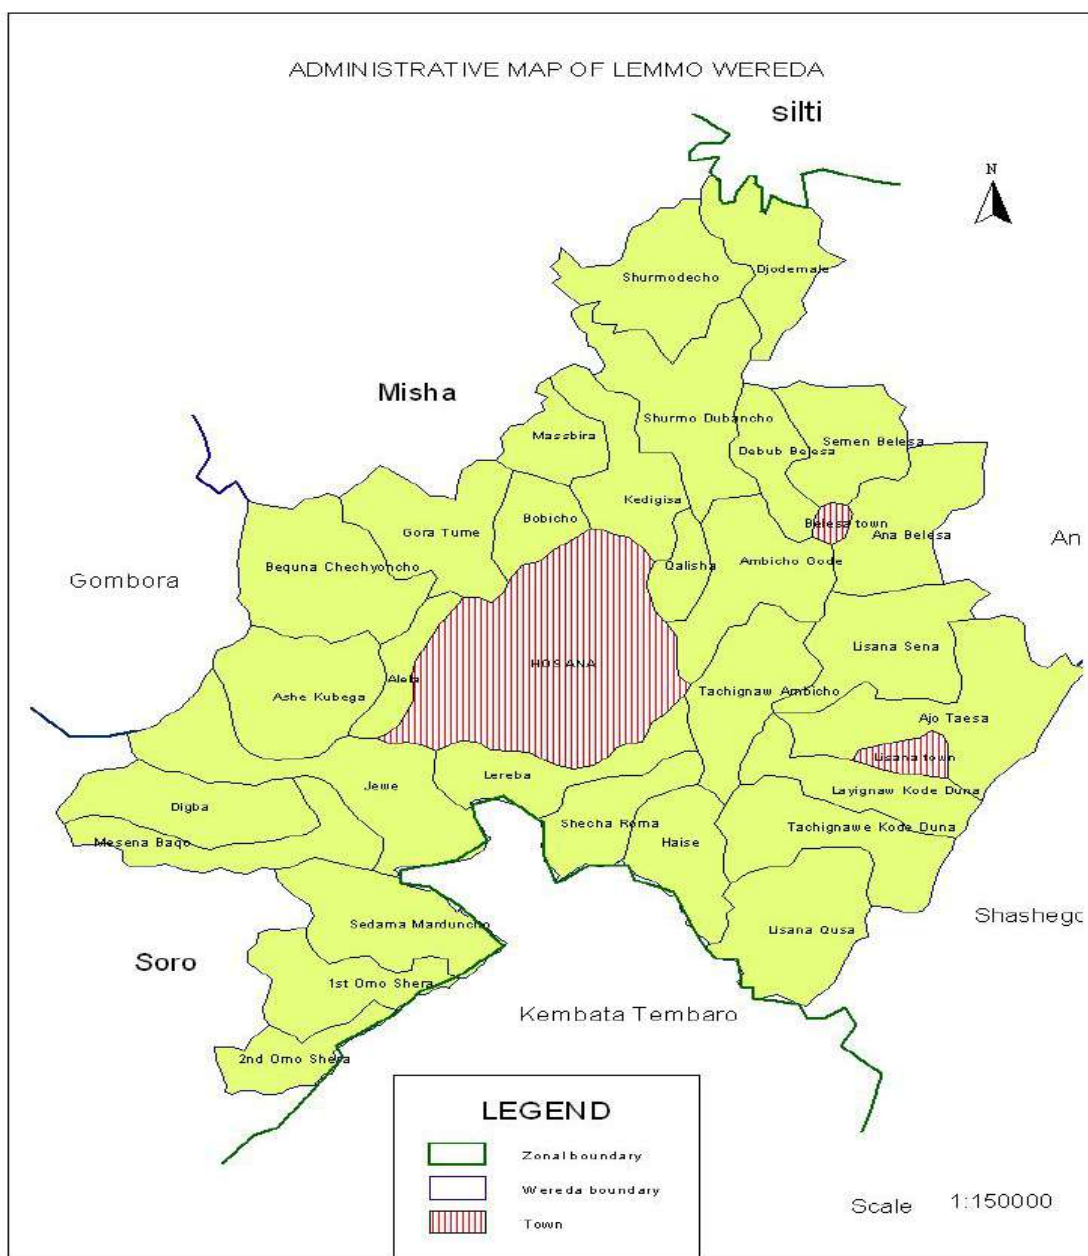 ADMINISTRATIVE MAP OF LEMMO WEREDA
silti
N
Shurmodecho
Djodemale
Misha
Massbira
Shurmo Dubancho
Debub Belesa
Semen Belesa
Kedigisa
Bobicho
Gora Tume
Belesa town
Ana Belesa
An
Gombora
Bequna Chechyoncho
Qalisha
Ambicho Gode
HOSANA
Lisana Sena
Alela
Ashe Kubega
Tachignaw Ambicho
Ajo Taesa
Lisana town
Lereba
Jewe
Layignaw Kode Duna
Digba
Shecha Roma
Haise
Tachignawe Kode Duna
Mesena Baqo
Shashego
Sedama Marduncho
Lisana Qusa
Soro
1st Omo Shera
Kembata Tembaro
2nd Omo Shera
LEGEND
Zonal boundary
Wereda boundary
Town
Scale 1:150000